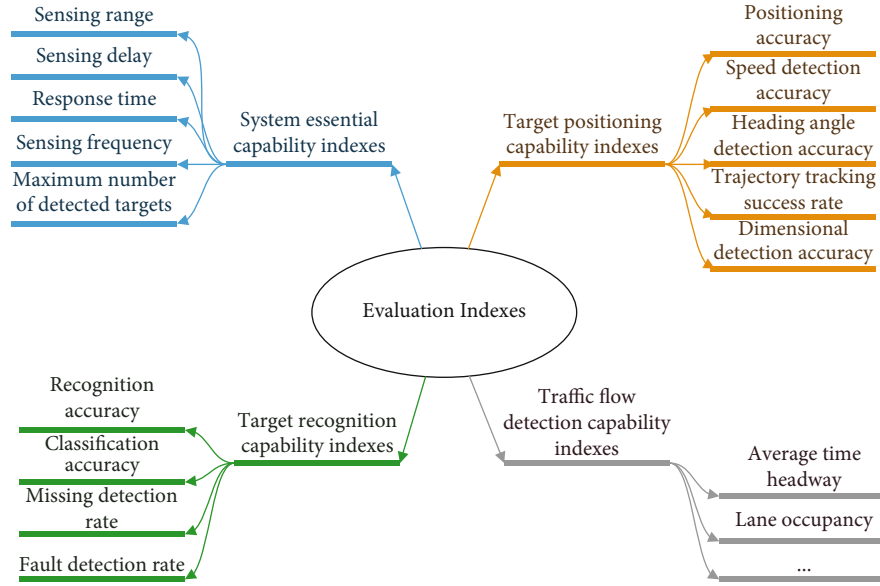 Sensing range
Sensing delay
Response time
Sensing frequency
Maximum number
of detected targets
System essential
capability indexes
Target positioning
capability indexes
Positioning
accuracy
Speed detection
accuracy
Heading angle
detection accuracy
Trajectory tracking
success rate
Dimensional
detection accuracy
Evaluation Indexes
Recognition
accuracy
Classification
accuracy
Missing detection
rate
Fault detection rate
Target recognition
capability indexes
Traffic flow
detection capability
indexes
Average time
headway
Lane occupancy
...